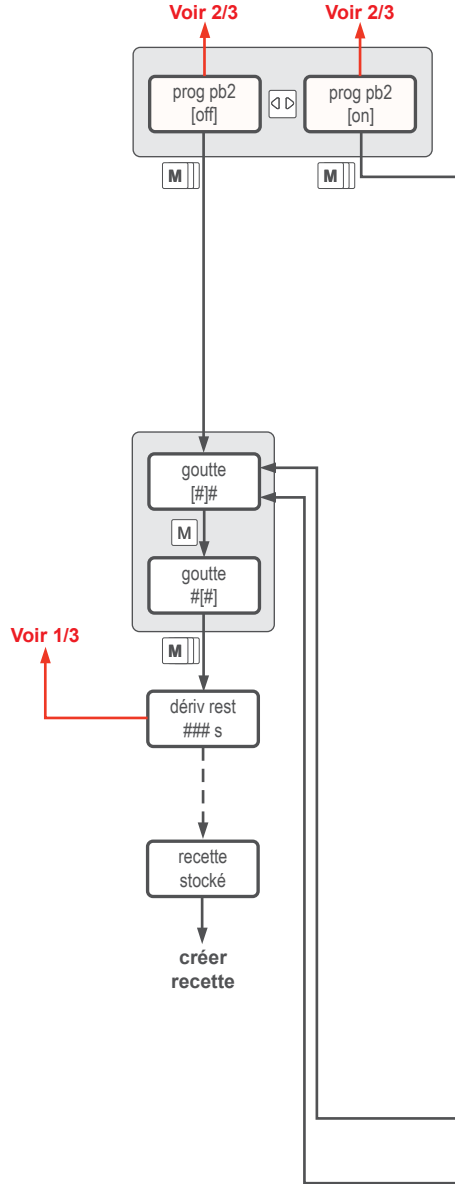 Voir 2/3
Voir 2/3
prog pb2
[off]
prog pb2
[on]
M
M
goutte
[#]#
M
goutte
#[#]
M
Voir 1/3
dériv rest
### s
recette
stocké
créer
recette